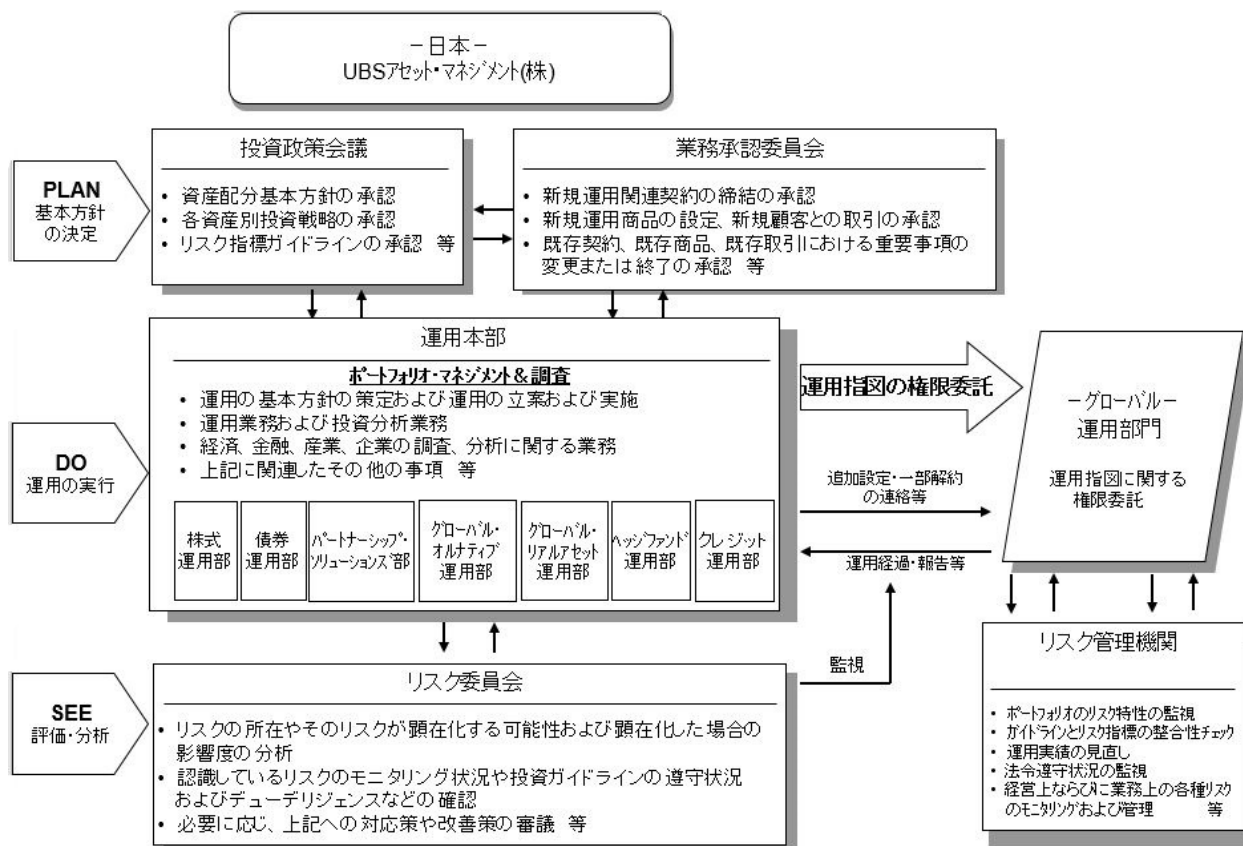 －日本－
UBSアセット・マネジメント(株)
PLAN
基本方針
の決定
投資政策会議
• 資産配分基本方針の承認
• 各資産別投資戦略の承認
• リスク指標ガイドラインの承認 等
業務承認委員会
• 新規運用関連契約の締結の承認
• 新規運用商品の設定、新規顧客との取引の承認
• 既存契約、既存商品、既存取引における重要事項の
変更または終了の承認 等
DO
運用の実行
運用本部
ポートフォリオ・マネジメント＆調査
• 運用の基本方針の策定および運用の立案および実施
• 運用業務および投資分析業務
• 経済、金融、産業、企業の調査、分析に関する業務
• 上記に関連したその他の事項 等
株式
運用部
債券
運用部
パートナーシップ・
ソリューションズ部
グローバル・
オルナティブ
運用部
グローバル・
リアルアセット
運用部
ヘッジファンド
運用部
クレジット
運用部
運用指図の権限委託
追加設定・一部解約
の連絡等
運用経過・報告等
監視
－グローバル－
運用部門
運用指図に関する
権限委託
SEE
評価・分析
リスク委員会
• リスクの所在やそのリスクが顕在化する可能性および顕在化した場合の
影響度の分析
• 認識しているリスクのモニタリング状況や投資ガイドラインの遵守状況
およびデューデリジェンスなどの確認
• 必要に応じ、上記への対応策や改善策の審議 等
リスク管理機関
• ポートフォリオのリスク特性の監視
• ガイドラインとリスク指標の整合性チェック
• 運用実績の見直し
• 法令遵守状況の監視
• 経営上ならびに業務上の各種リスク
のモニタリングおよび管理 等